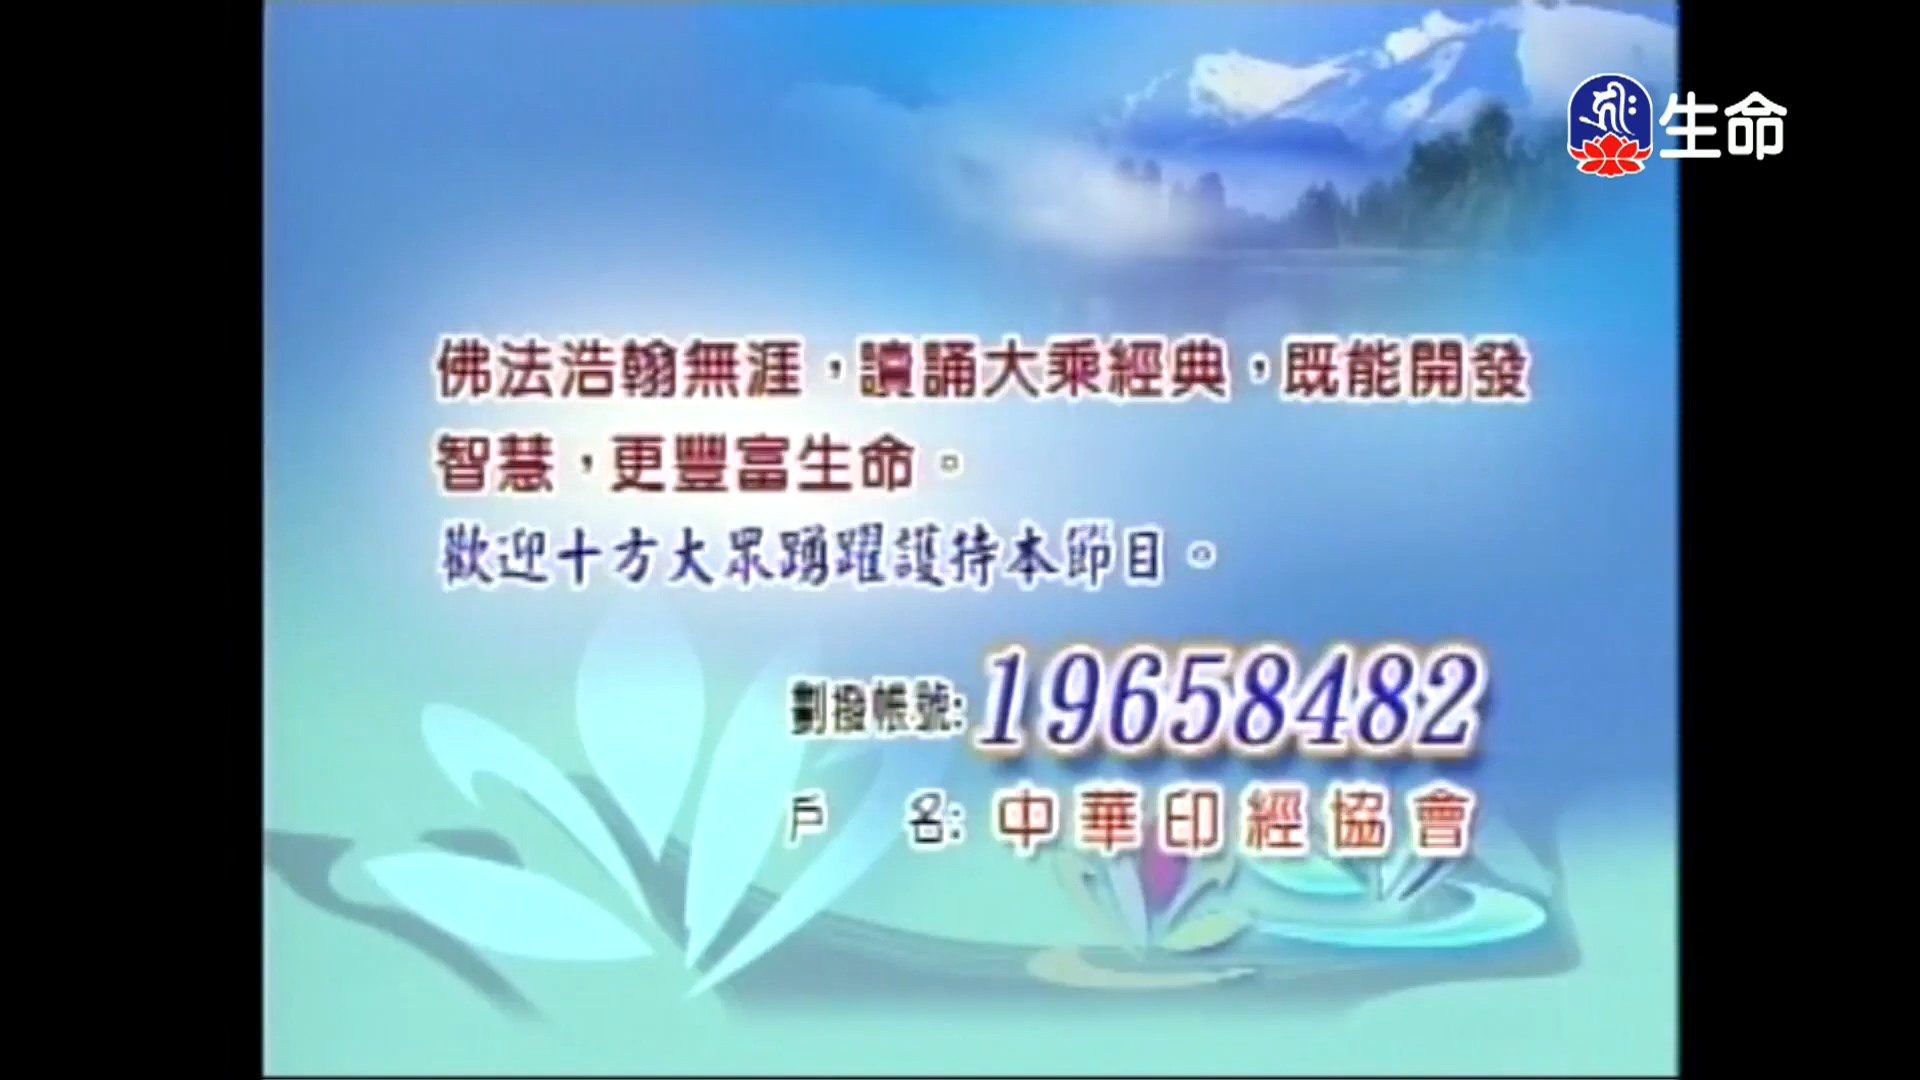 生命
佛法浩翰無涯，讀誦大乘經典，既能開發
智慧，更豐富生命。
歡迎十方大眾踴躍護持本節目。
劃撥帳號:19658482
戶 名:中華印經協會